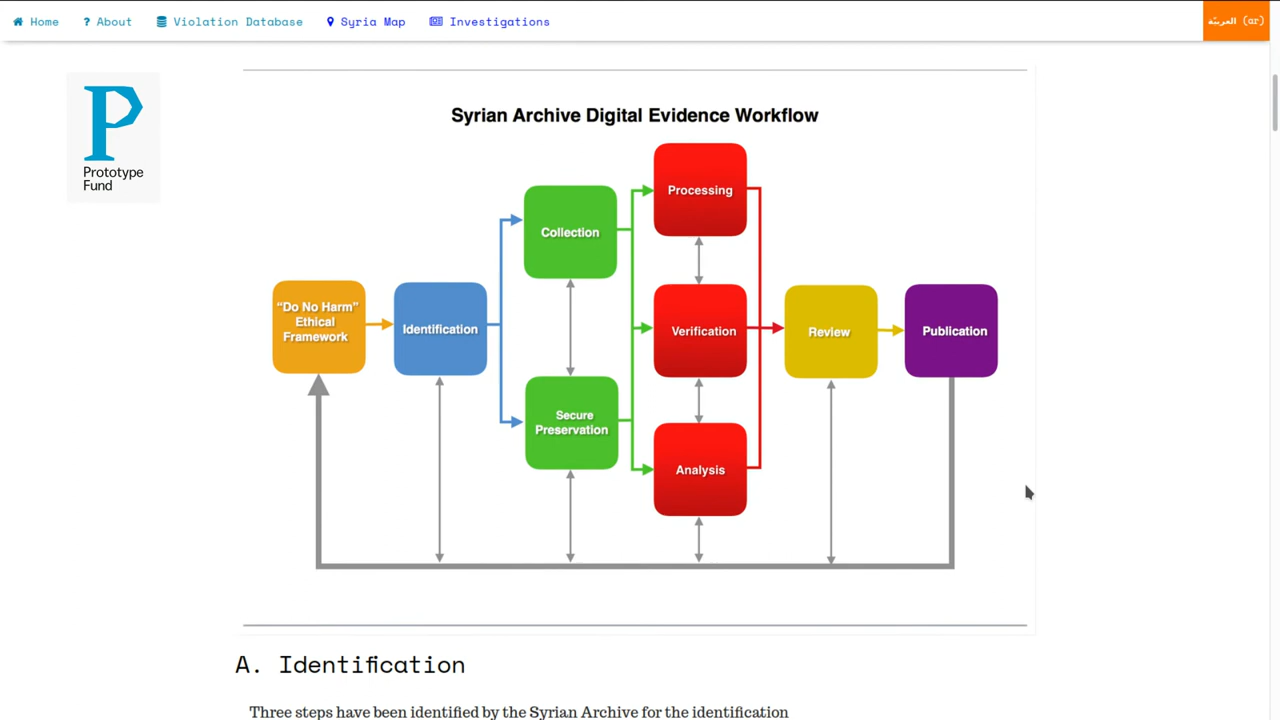 Home
? About
Violation Database
Syria Map
Investigations
العربيّة (ar)
Prototype
Fund
Syrian Archive Digital Evidence Workflow
Processing
Collection
“Do No Harm”
Ethical
Framework
Identification
Verification
Review
Publication
Secure
Preservation
Analysis
A. Identification
Three steps have been identified by the Syrian Archive for the identification